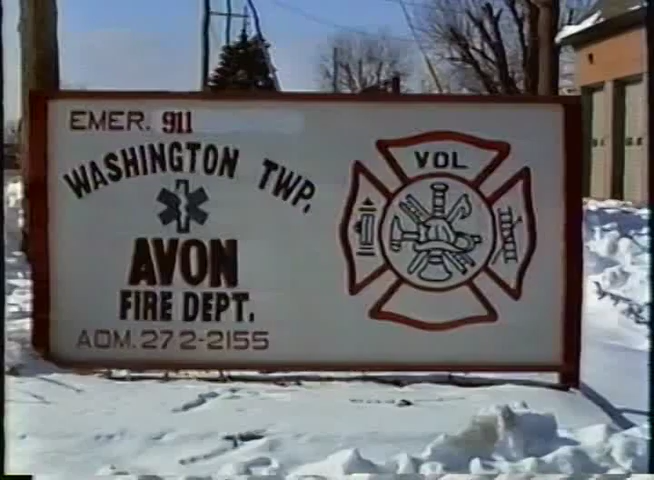 EMER. 911
WASHINGTON TWP.
AVON
FIRE DEPT.
ADM. 272-2155
VOL